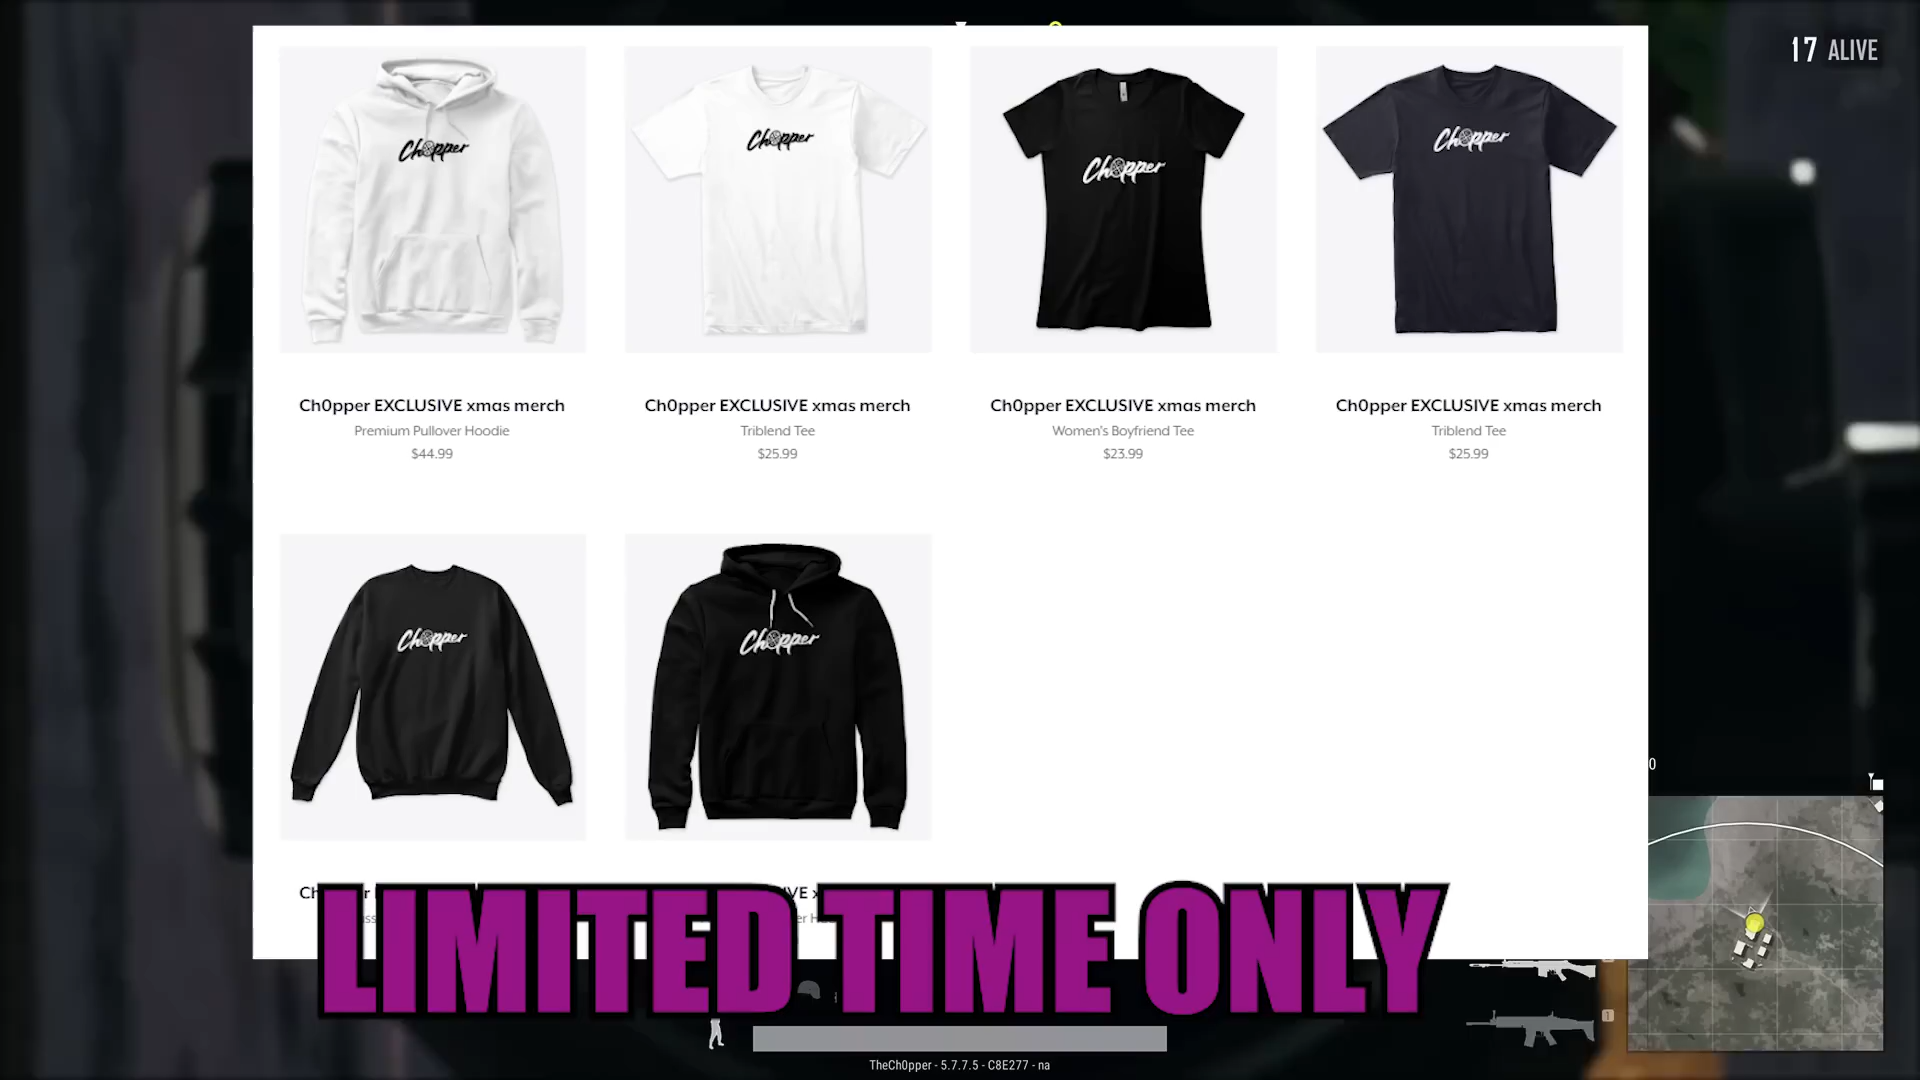 17 ALIVE
Ch0pper
Ch0pper
Ch0pper
Ch0pper
Ch0pper EXCLUSIVE xmas merch
Premium Pullover Hoodie
$44.99
Ch0pper EXCLUSIVE xmas merch
Triblend Tee
$25.99
Ch0pper EXCLUSIVE xmas merch
Women's Boyfriend Tee
$23.99
Ch0pper EXCLUSIVE xmas merch
Triblend Tee
$25.99
Ch0pper
Ch0pper
0
LIMITED TIME ONLY
1
TheCh0pper - 5.7.7.5 - C8E277 - na